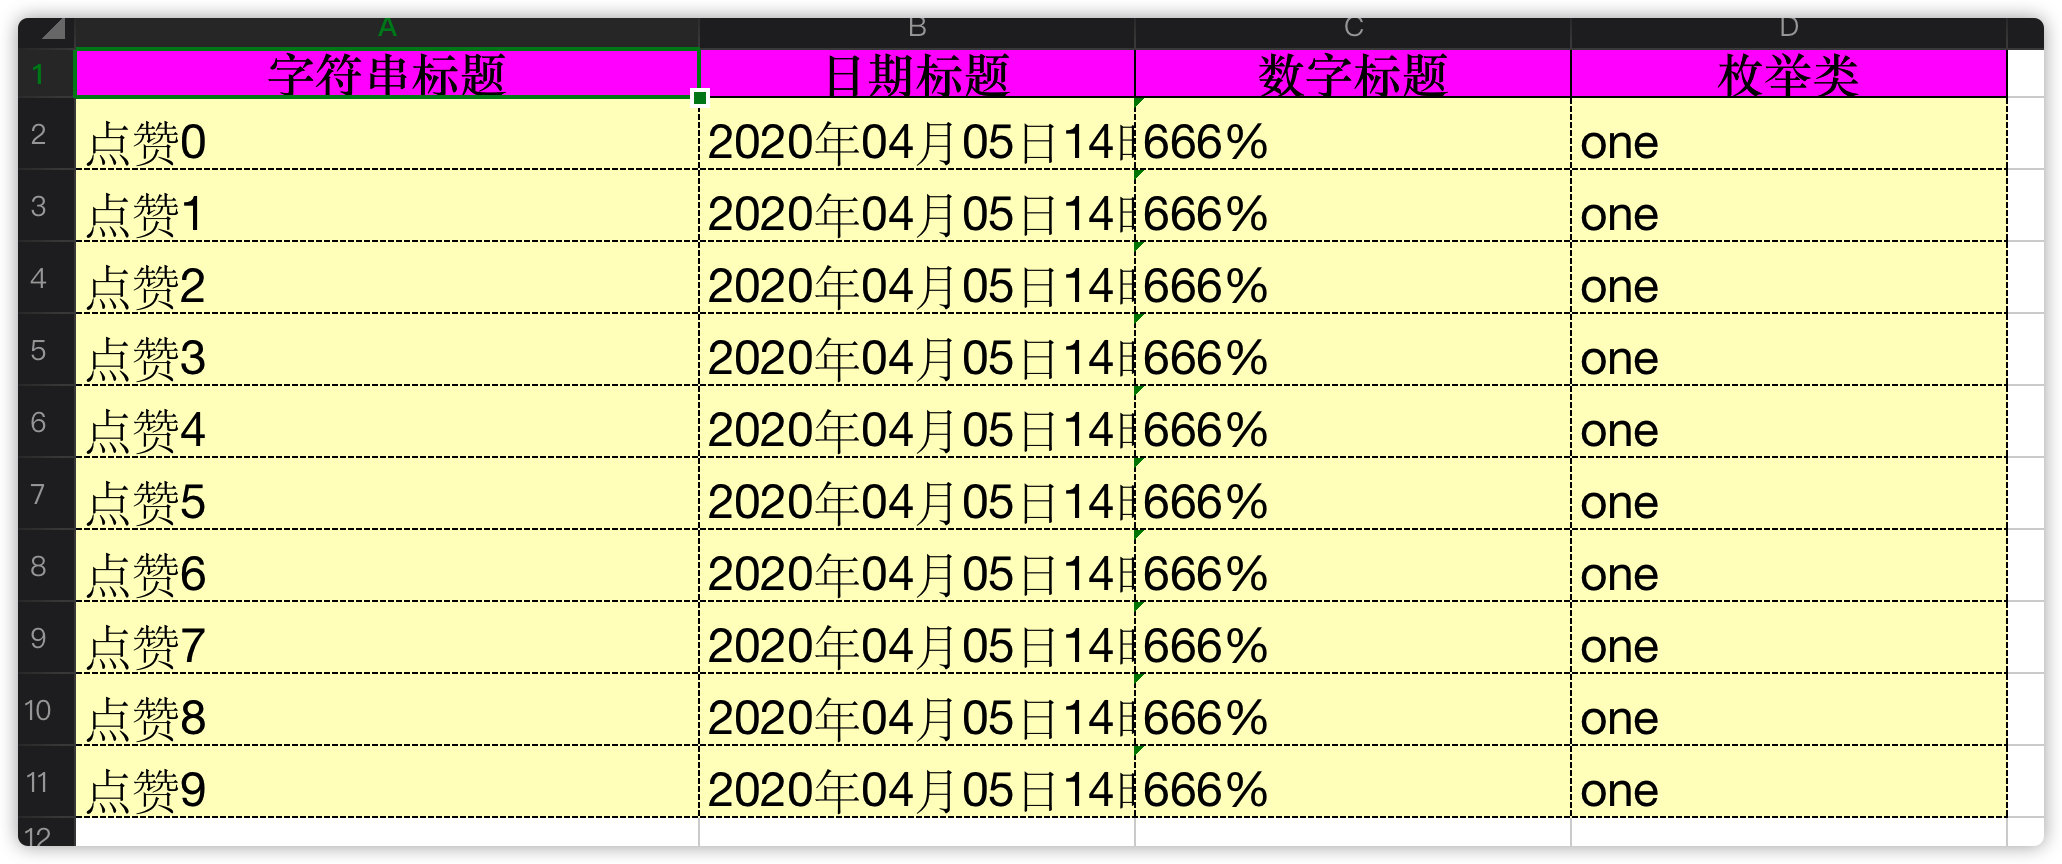 A B C D
1 字符串标题 日期标题 数字标题 枚举类
2 点赞0 2020年04月05日14 666% one
3 点赞1 2020年04月05日14 666% one
4 点赞2 2020年04月05日14 666% one
5 点赞3 2020年04月05日14 666% one
6 点赞4 2020年04月05日14 666% one
7 点赞5 2020年04月05日14 666% one
8 点赞6 2020年04月05日14 666% one
9 点赞7 2020年04月05日14 666% one
10 点赞8 2020年04月05日14 666% one
11 点赞9 2020年04月05日14 666% one
12